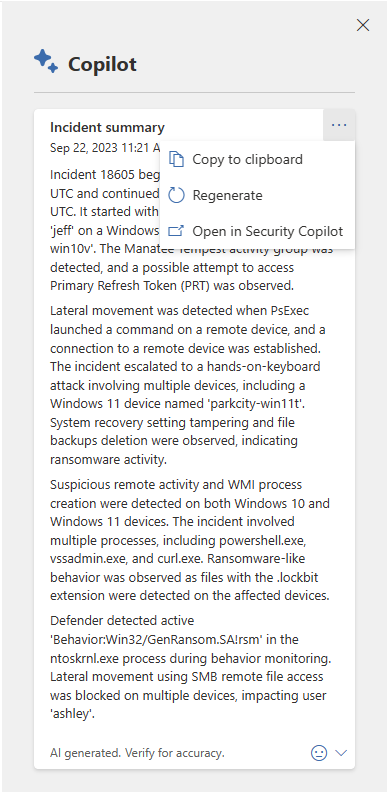 Copilot
Incident summary
Sep 22, 2023 11:21 A
Copy to clipboard
Regenerate
Open in Security Copilot
Incident 18605 beg
UTC and continued
UTC. It started with
'jeff' on a Windows
win10v'. The Manatee Tempest activity group was
detected, and a possible attempt to access
Primary Refresh Token (PRT) was observed.
Lateral movement was detected when PsExec
launched a command on a remote device, and a
connection to a remote device was established.
The incident escalated to a hands-on-keyboard
attack involving multiple devices, including a
Windows 11 device named 'parkcity-win11t'.
System recovery setting tampering and file
backups deletion were observed, indicating
ransomware activity.
Suspicious remote activity and WMI process
creation were detected on both Windows 10 and
Windows 11 devices. The incident involved
multiple processes, including powershell.exe,
vssadmin.exe, and curl.exe. Ransomware-like
behavior was observed as files with the .lockbit
extension were detected on the affected devices.
Defender detected active
'Behavior:Win32/GenRansom.SA!rsm' in the
ntoskrnl.exe process during behavior monitoring.
Lateral movement using SMB remote file access
was blocked on multiple devices, impacting user
'ashley'.
AI generated. Verify for accuracy.